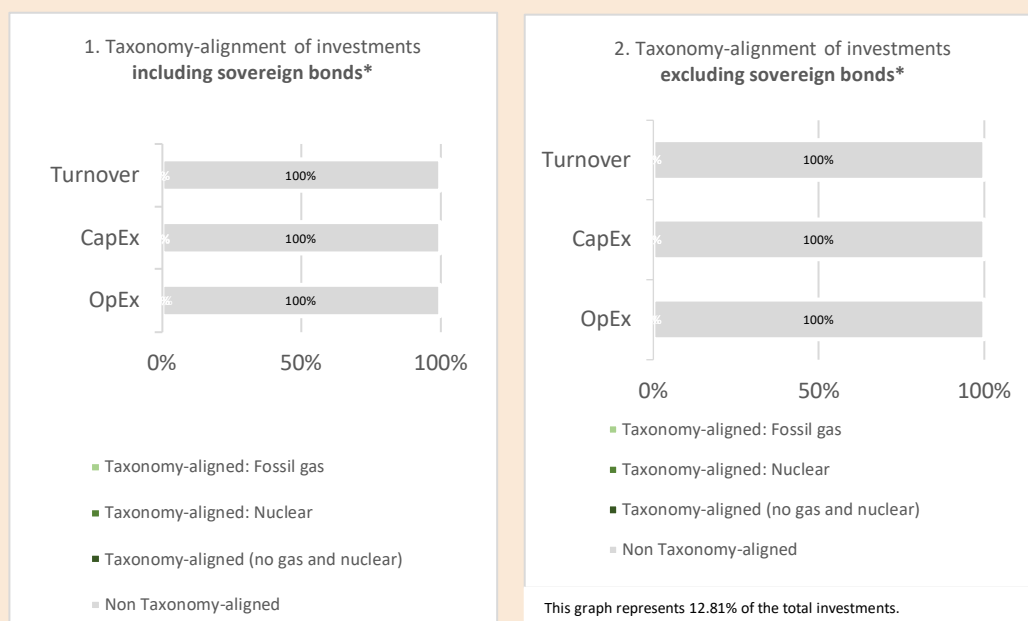 1. Taxonomy-alignment of investments
including sovereign bonds*
Turnover
%
100%
CapEx
%
100%
OpEx
%
100%
0%
50%
100%
Taxonomy-aligned: Fossil gas
Taxonomy-aligned: Nuclear
Taxonomy-aligned (no gas and nuclear)
Non Taxonomy-aligned
2. Taxonomy-alignment of investments
excluding sovereign bonds*
Turnover
%
100%
CapEx
%
100%
OpEx
%
100%
0%
50%
100%
Taxonomy-aligned: Fossil gas
Taxonomy-aligned: Nuclear
Taxonomy-aligned (no gas and nuclear)
Non Taxonomy-aligned
This graph represents 12.81% of the total investments.